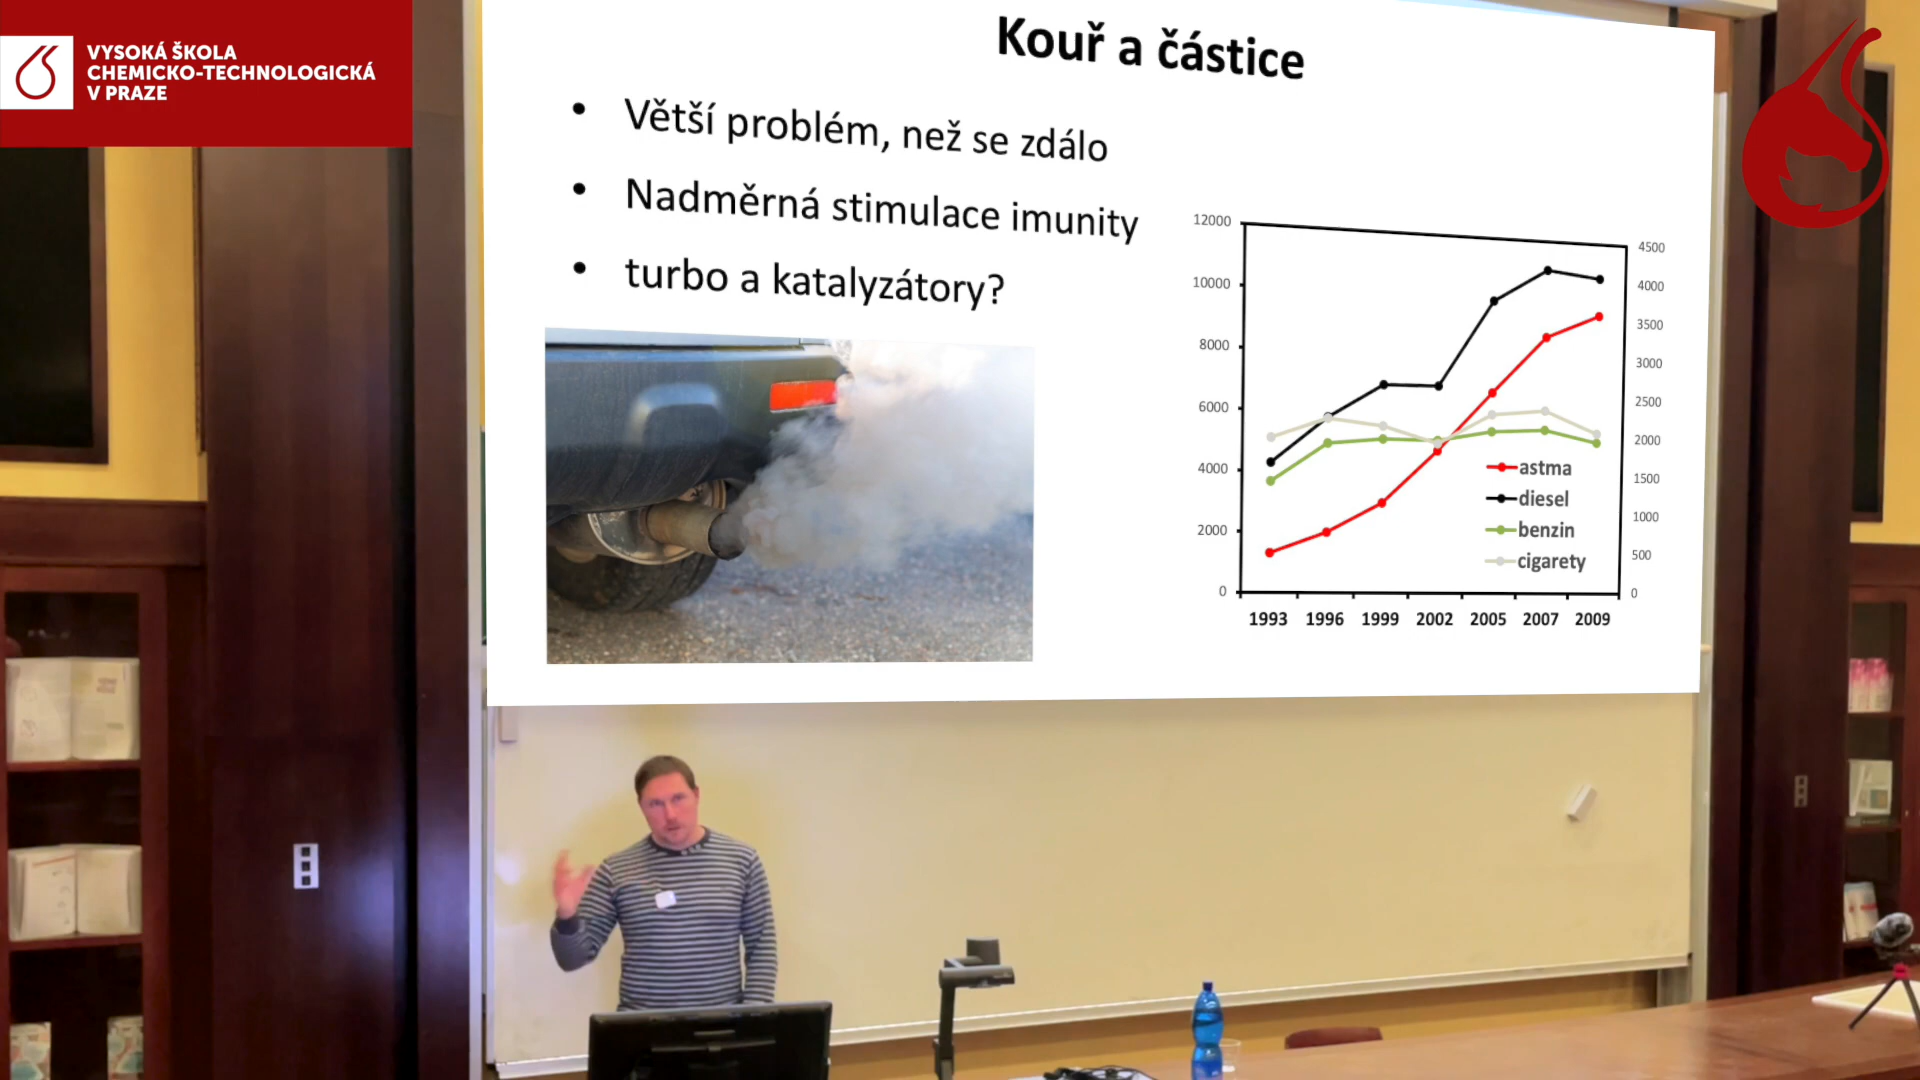 VYSOKÁ ŠKOLA
CHEMICKO-TECHNOLOGICKÁ
V PRAZE
Kouř a částice
• Větší problém, než se zdálo
• Nadměrná stimulace imunity
• turbo a katalyzátory?
12000
10000
8000
6000
4000
2000
0
4500
4000
3500
3000
2500
2000
1500
1000
500
0
astma
diesel
benzin
cigarety
1993 1996 1999 2002 2005 2007 2009